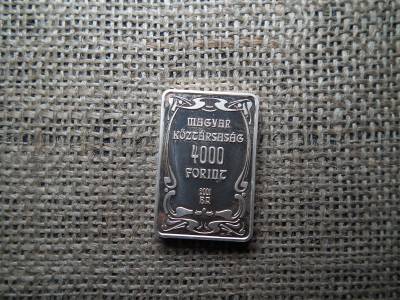 MAGYAR
KÖZTÁRSASÁG
4000
FORINT
2001
BP.